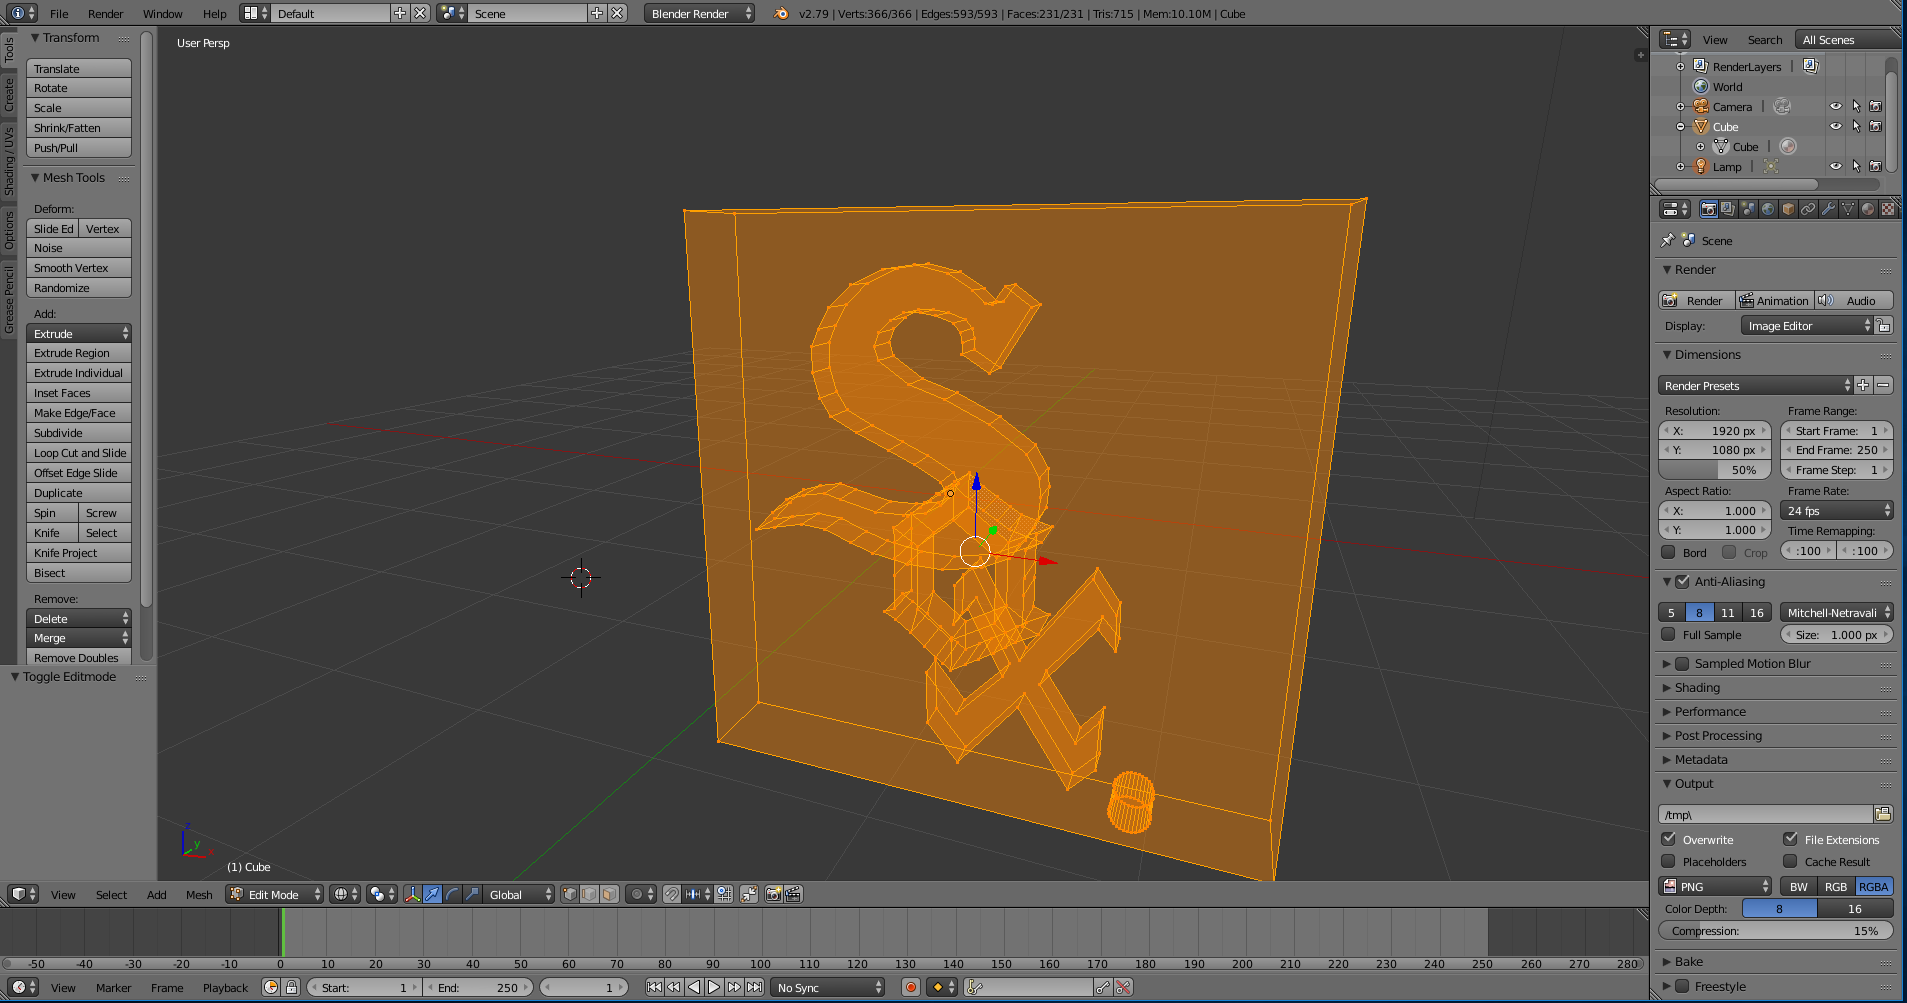 File Render Window Help Default Scene Blender Render v2.79 | Verts:366/366 | Edges:593/593 | Faces:231/231 | Tris:715 | Mem:10.10M | Cube
Tools
Create
Shading / UVs
Options
Grease Pencil
Transform
Translate
Rotate
Scale
Shrink/Fatten
Push/Pull
Mesh Tools
Deform:
Slide Ed Vertex
Noise
Smooth Vertex
Randomize
Add:
Extrude
Extrude Region
Extrude Individual
Inset Faces
Make Edge/Face
Subdivide
Loop Cut and Slide
Offset Edge Slide
Duplicate
Spin Screw
Knife Select
Knife Project
Bisect
Remove:
Delete
Merge
Remove Doubles
Toggle Editmode
User Persp
S
o
x
z
y
x
(1) Cube
View Search All Scenes
RenderLayers |
World
Camera |
Cube
Cube |
Lamp |
Scene
Render
Render Animation Audio
Display: Image Editor
Dimensions
Render Presets
Resolution: Frame Range:
X: 1920 px Start Frame: 1
Y: 1080 px End Frame: 250
50% Frame Step: 1
Aspect Ratio: Frame Rate:
X: 1.000 24 fps
Y: 1.000 Time Remapping:
Bord Crop :100 :100
Anti-Aliasing
5 8 11 16 Mitchell-Netravali
Full Sample Size: 1.000 px
Sampled Motion Blur
Shading
Performance
Post Processing
Metadata
Output
/tmp\
Overwrite File Extensions
Placeholders Cache Result
PNG BW RGB RGBA
Color Depth: 8 16
Compression: 15%
Bake
Freestyle
View Select Add Mesh Edit Mode Global
-50 -40 -30 -20 -10 0 10 20 30 40 50 60 70 80 90 100 110 120 130 140 150 160 170 180 190 200 210 220 230 240 250 260 270 280
View Marker Frame Playback Start: 1 End: 250 1 No Sync